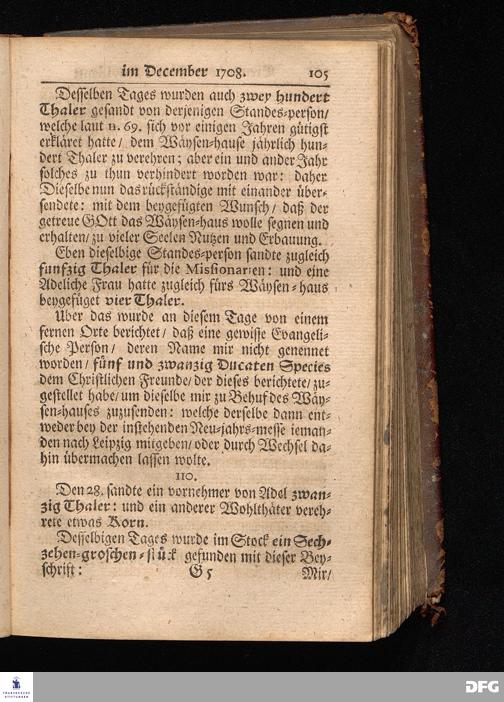 im December 1708. 105
Desselben Tages wurden auch zwey hundert
Thaler gesandt von derjenigen Standes-person/
welche laut n. 69. sich vor einigen Jahren gütigst
erkläret hatte/ dem Wäysen-hause jährlich hun-
dert Thaler zu verehren; aber ein und ander Jahr
solches zu thun verhindert worden war: daher
Dieselbe nun das rückständige mit einander über-
sendete: mit dem beygefügten Wunsch/ daß der
getreue GOtt das Wäysen-haus wolle segnen und
erhalten/ zu vieler Seelen Nutzen und Erbauung.
Eben dieselbige Standes-person sandte zugleich
funfzig Thaler für die Missionarien: und eine
Adeliche Frau hatte zugleich fürs Wäysen-haus
beygefüget vier Thaler.
Uber das wurde an diesem Tage von einem
fernen Orte berichtet/ daß eine gewisse Evangeli-
sche Person/ deren Name mir nicht genennet
worden/ fünf und zwanzig Ducaten Species
dem Christlichen Freunde/ der dieses berichtete/ zu-
gestellet habe/ um dieselbe mir zu Behuf des Wäy-
sen-hauses zuzusenden: welche derselbe dann ent-
weder bey der instehenden Neu-jahrs-messe ieman-
den nach Leipzig mitgeben/ oder durch Wechsel da-
hin übermachen lassen wolte.
110.
Den 28. sandte ein vornehmer von Adel zwan-
zig Thaler: und ein anderer Wohlthäter vereh-
rete etwas Korn.
Desselbigen Tages wurde im Stock ein Sech-
zehen-groschen-stück gefunden mit dieser Bey-
schrift: G 5 Mir/
FRANCKESCHE
STIFTUNGEN
DFG